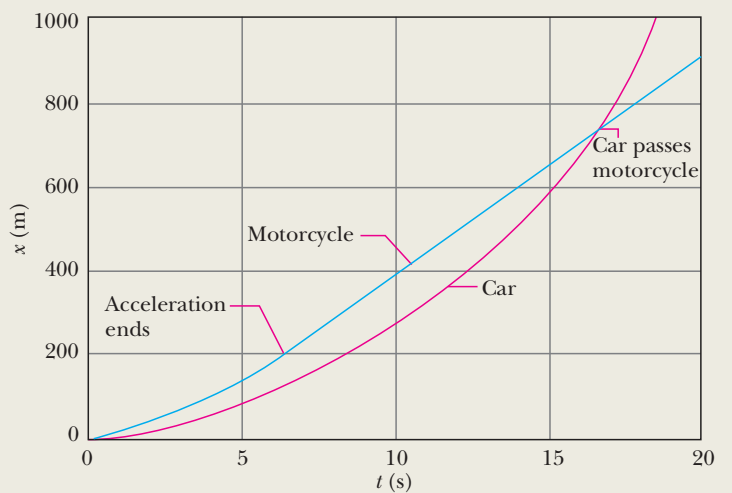 1000
800
600
400
200
0
x (m)
Car passes
motorcycle
Motorcycle
Car
Acceleration
ends
0
5
10
15
20
t (s)